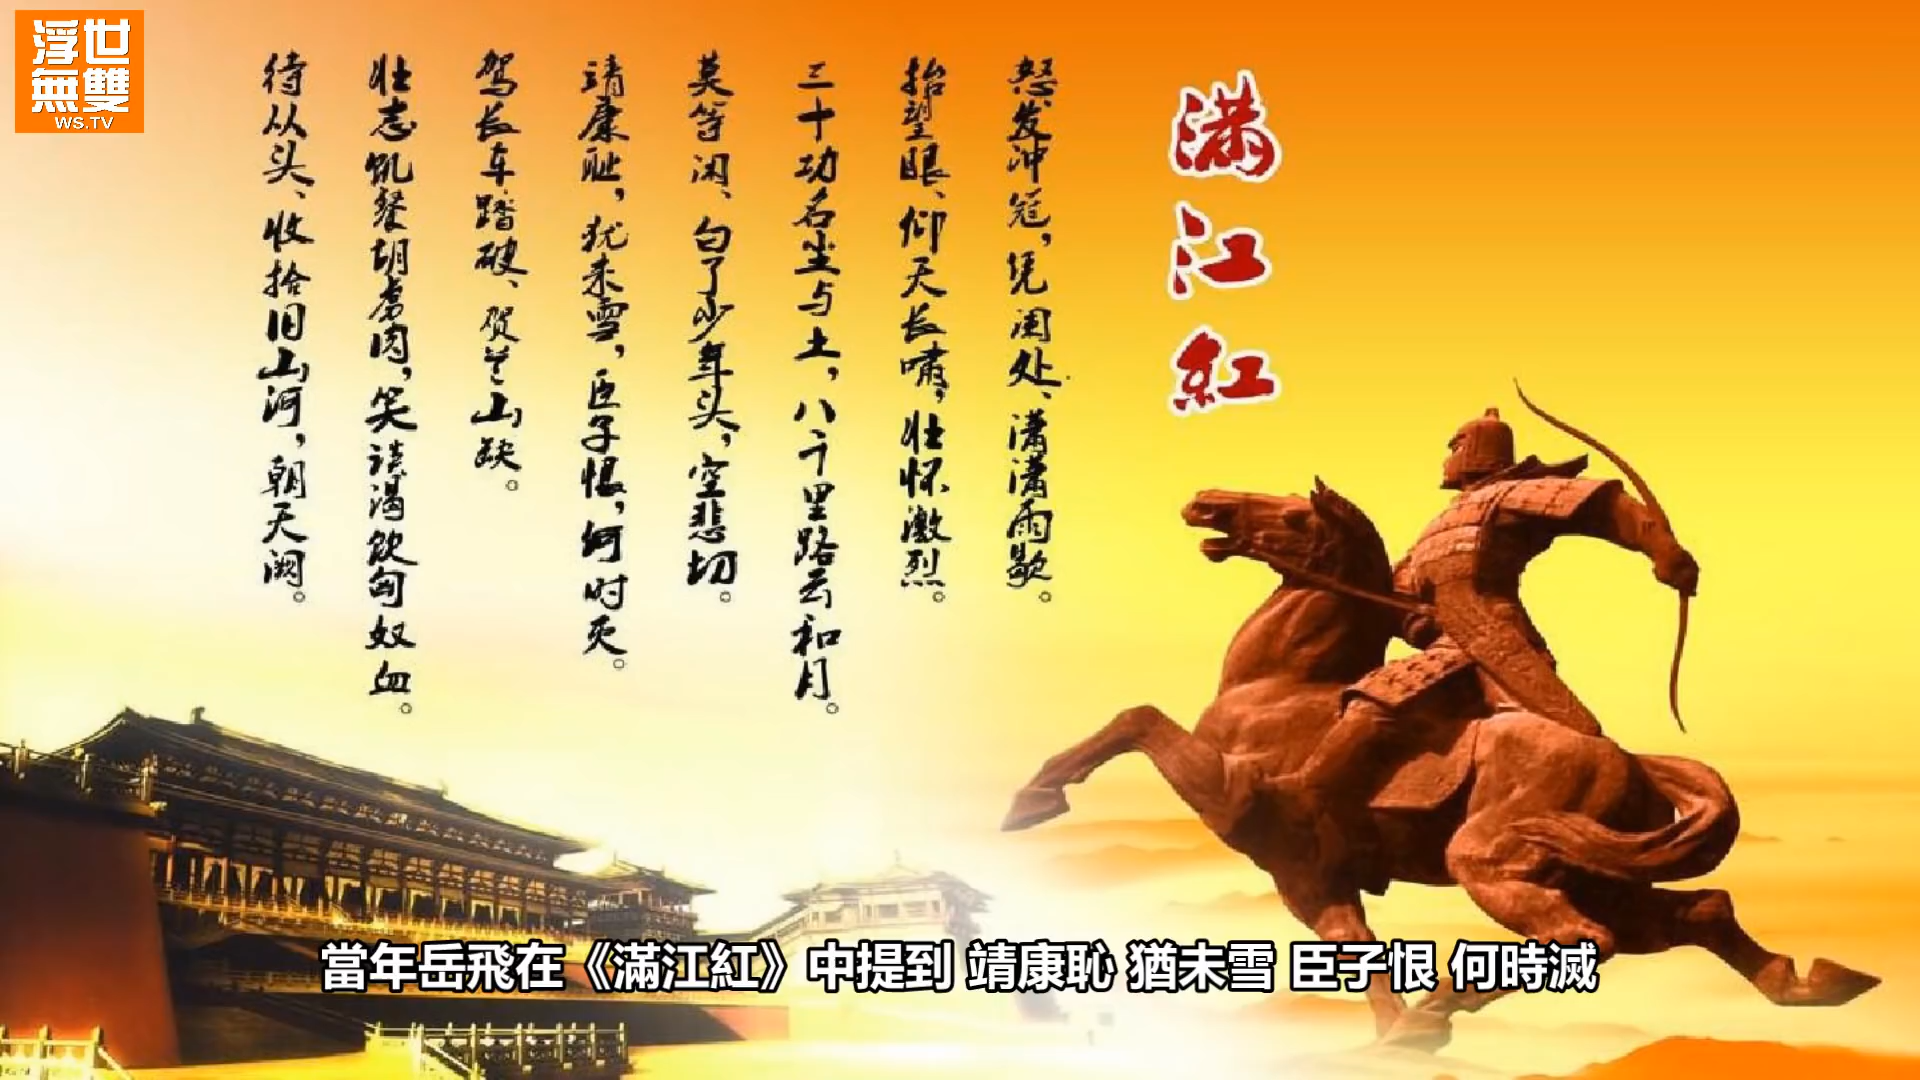 浮世
無雙
WS.TV
满江紅
怒发冲冠，凭阑处、潇潇雨歇。
抬望眼、仰天长啸，壮怀激烈。
三十功名尘与土，八千里路云和月。
莫等闲、白了少年头，空悲切。
靖康耻，犹未雪，臣子恨，何时灭。
驾长车踏破、贺兰山缺。
壮志饥餐胡虏肉，笑谈渴饮匈奴血。
待从头、收拾旧山河，朝天阙。
當年岳飛在《滿江紅》中提到 靖康恥 猶未雪 臣子恨 何時滅